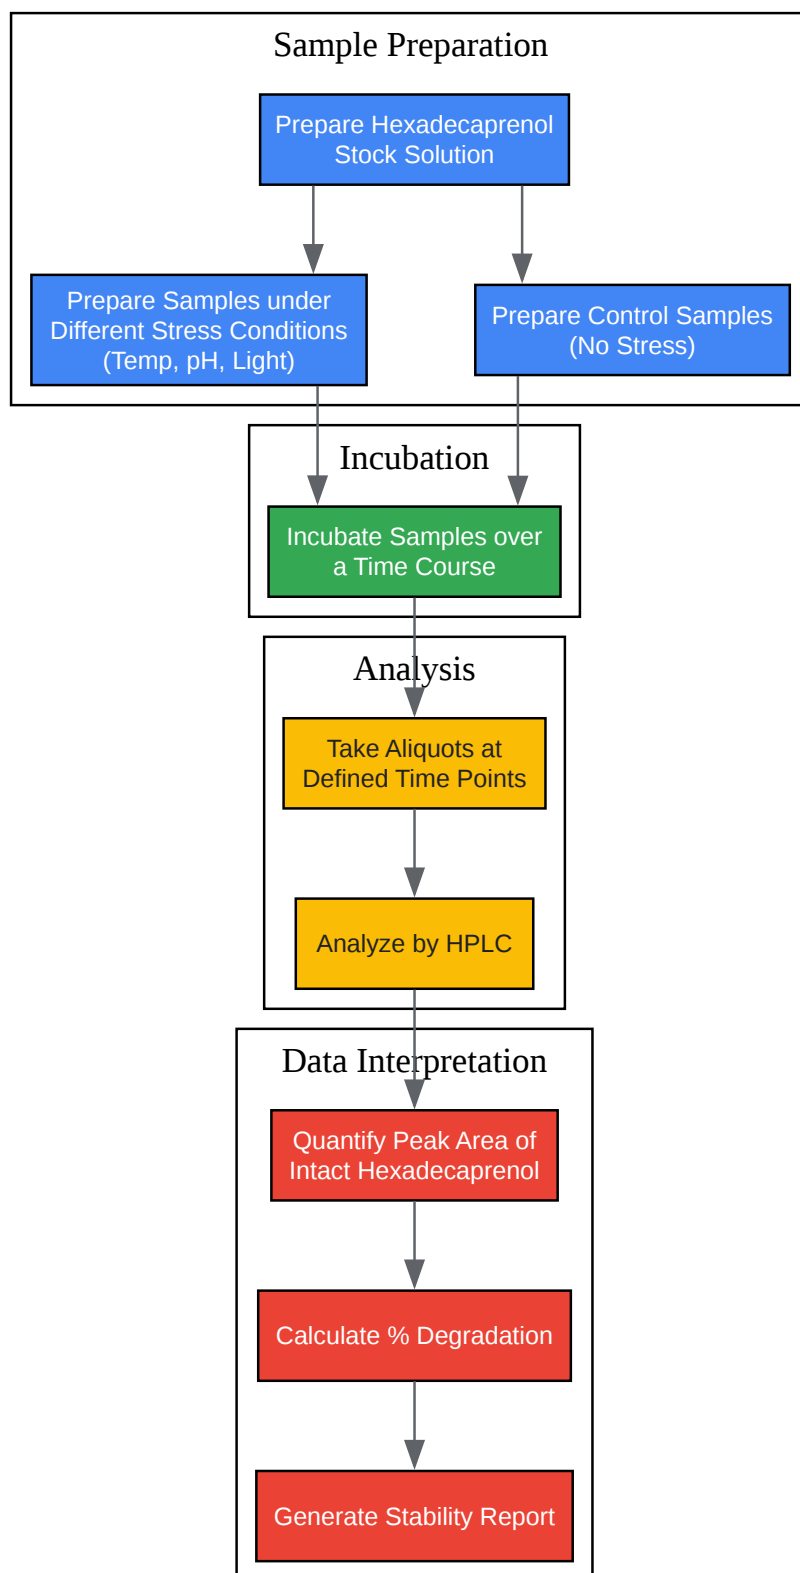 Sample Preparation
Prepare Hexadecaprenol
Stock Solution
Prepare Samples under
Different Stress Conditions
(Temp, pH, Light)
Prepare Control Samples
(No Stress)
Incubation
Incubate Samples over
a Time Course
Analysis
Take Aliquots at
Defined Time Points
Analyze by HPLC
Data Interpretation
Quantify Peak Area of
Intact Hexadecaprenol
Calculate % Degradation
Generate Stability Report